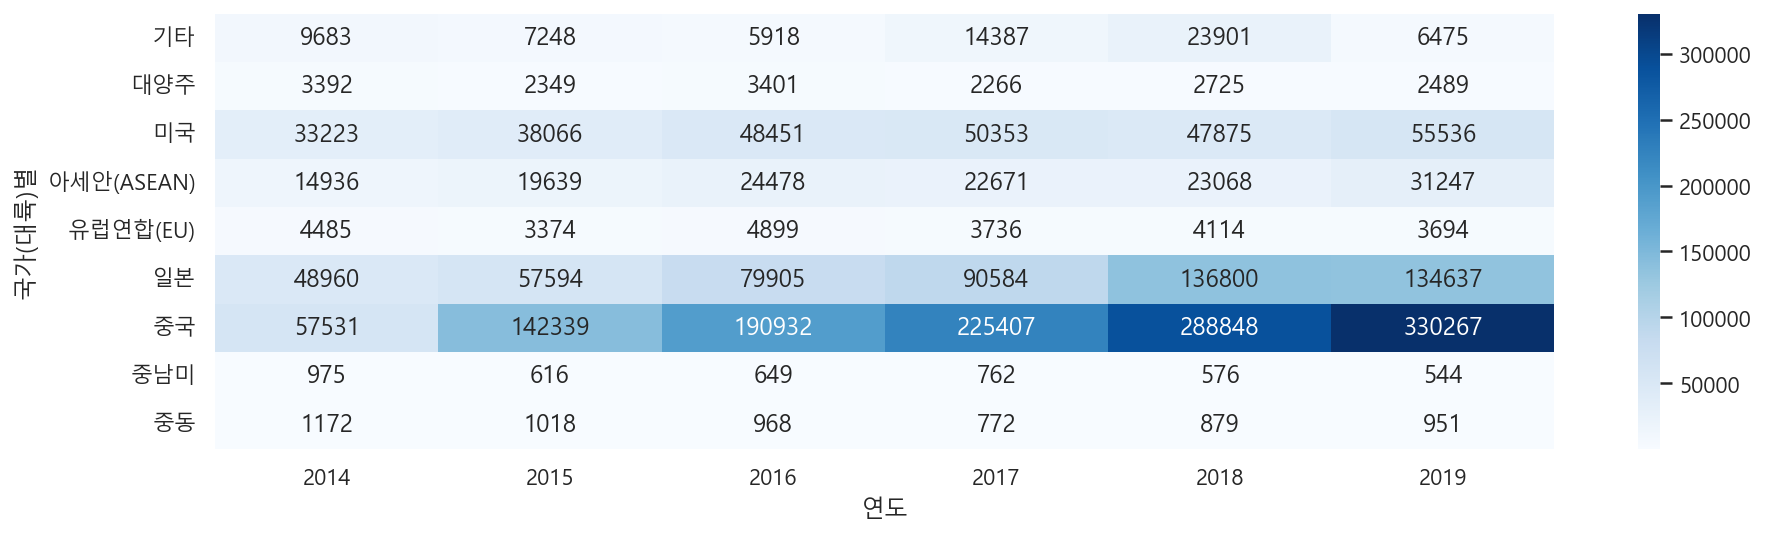 국가(대륙)별
기타 9683 7248 5918 14387 23901 6475
대양주 3392 2349 3401 2266 2725 2489
미국 33223 38066 48451 50353 47875 55536
아세안(ASEAN) 14936 19639 24478 22671 23068 31247
유럽연합(EU) 4485 3374 4899 3736 4114 3694
일본 48960 57594 79905 90584 136800 134637
중국 57531 142339 190932 225407 288848 330267
중남미 975 616 649 762 576 544
중동 1172 1018 968 772 879 951
2014 2015 2016 2017 2018 2019
연도
300000
250000
200000
150000
100000
50000